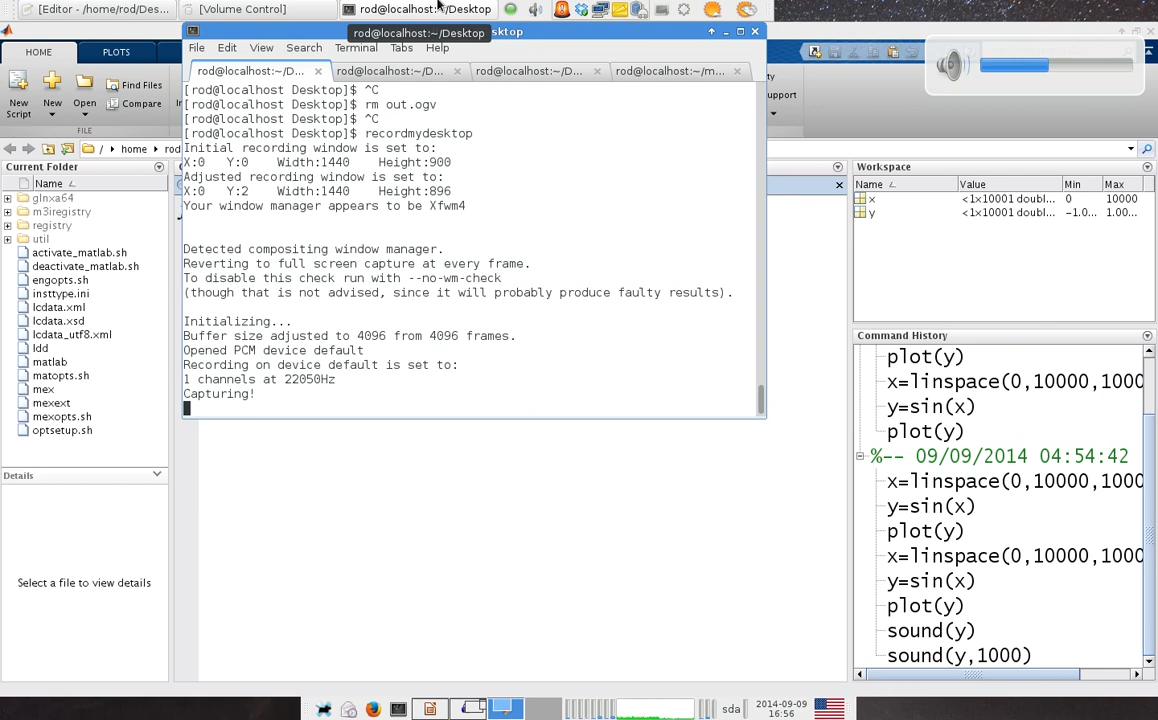 [Editor - /home/rod/Des...
[Volume Control]
rod@localhost:~/Desktop
rod@localhost:~/Desktop
sktop
File Edit View Search Terminal Tabs Help
HOME
PLOTS
rod@localhost:~/D...
rod@localhost:~/D...
rod@localhost:~/D...
rod@localhost:~/m...
New
Script
New
Open
Find Files
Compare
FILE
upport
/ home rod
[rod@localhost Desktop]$ ^C
[rod@localhost Desktop]$ rm out.ogv
[rod@localhost Desktop]$ ^C
[rod@localhost Desktop]$ recordmydesktop
Initial recording window is set to:
X:0 Y:0 Width:1440 Height:900
Adjusted recording window is set to:
X:0 Y:2 Width:1440 Height:896
Your window manager appears to be Xfwm4
Detected compositing window manager.
Reverting to full screen capture at every frame.
To disable this check run with --no-wm-check
(though that is not advised, since it will probably produce faulty results).
Initializing...
Buffer size adjusted to 4096 from 4096 frames.
Opened PCM device default
Recording on device default is set to:
1 channels at 22050Hz
Capturing!
Current Folder
Name
glnxa64
m3iregistry
registry
util
activate_matlab.sh
deactivate_matlab.sh
engopts.sh
insttype.ini
lcdata.xml
lcdata.xsd
lcdata_utf8.xml
ldd
matlab
matopts.sh
mex
mexext
mexopts.sh
optsetup.sh
Details
Select a file to view details
Workspace
Name Value Min Max
x <1x10001 doubl... 0 10000
y <1x10001 doubl... -1.0... 1.00...
Command History
plot(y)
x=linspace(0,10000,1000
y=sin(x)
plot(y)
%-- 09/09/2014 04:54:42
x=linspace(0,10000,1000
y=sin(x)
plot(y)
x=linspace(0,10000,1000
y=sin(x)
plot(y)
sound(y)
sound(y,1000)
sda
2014-09-09
16:56